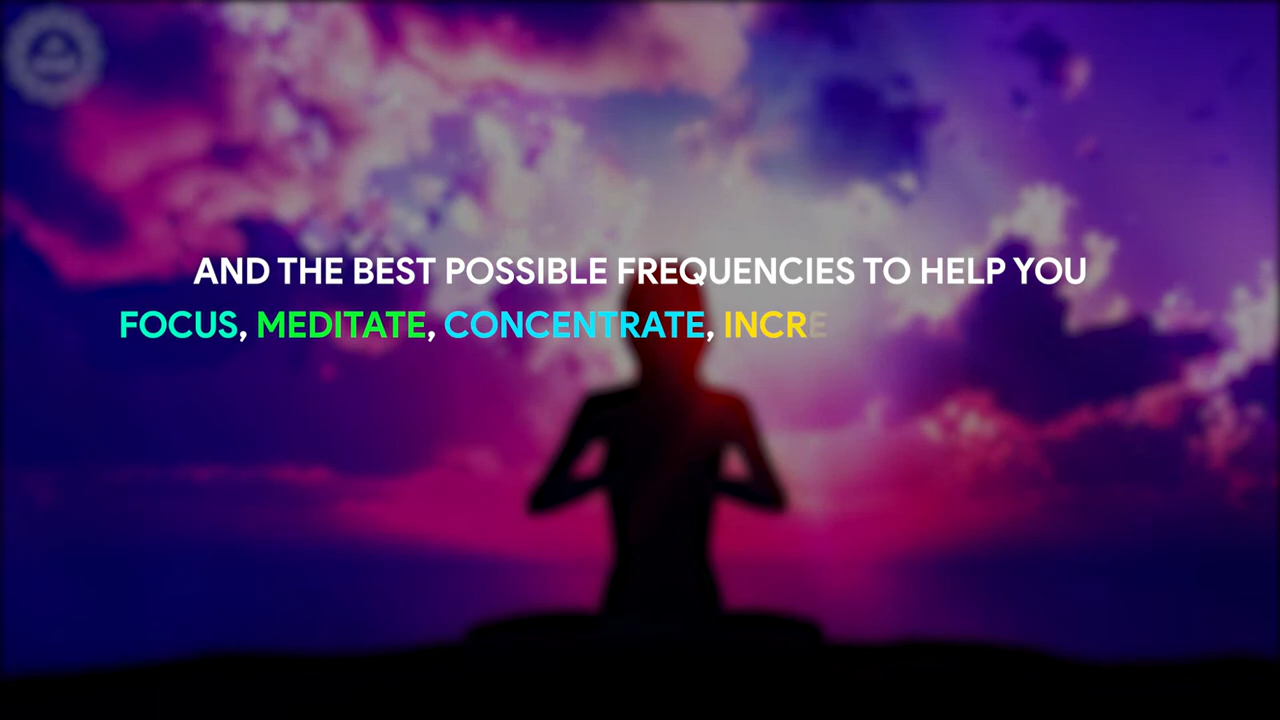 AND THE BEST POSSIBLE FREQUENCIES TO HELP YOU
FOCUS, MEDITATE, CONCENTRATE, INCRE